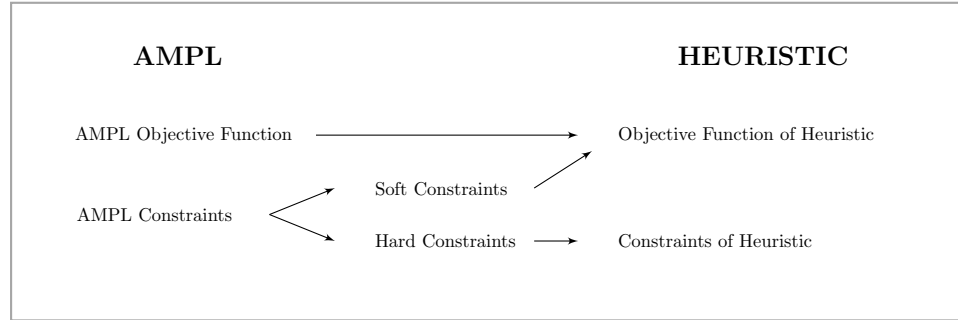 AMPL HEURISTIC
AMPL Objective Function Objective Function of Heuristic
Soft Constraints
AMPL Constraints
Hard Constraints Constraints of Heuristic